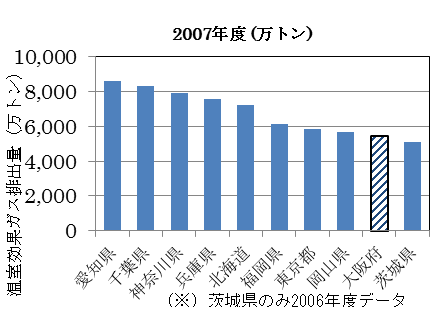 2007年度(万トン)
温室効果ガス排出量(万トン)
10,000
8,000
6,000
4,000
2,000
0
愛知県
千葉県
神奈川県
兵庫県
北海道
福岡県
東京都
岡山県
大阪府
茨城県
(※)茨城県のみ2006年度データ